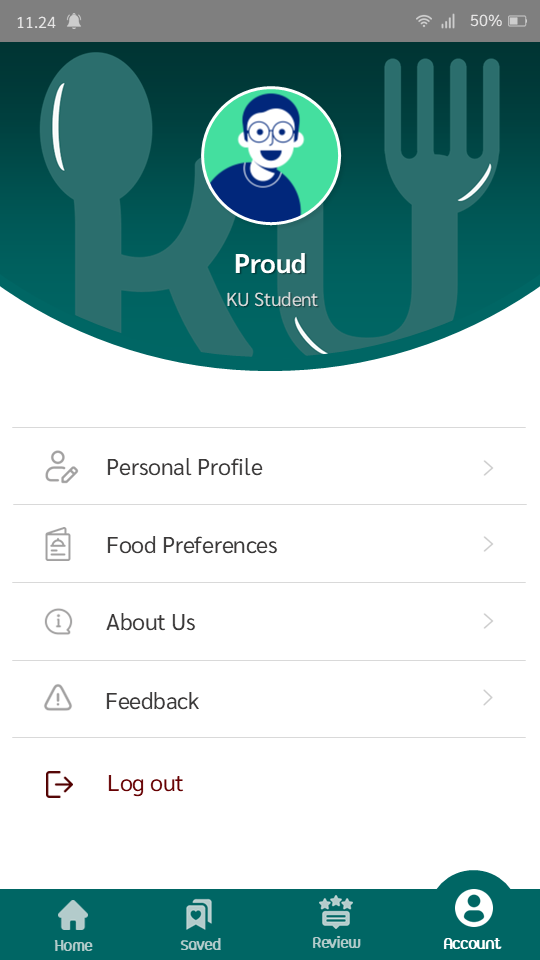 11.24
50%
KU
Proud
KU Student
Personal Profile
Food Preferences
About Us
Feedback
Log out
Home
Saved
Review
Account